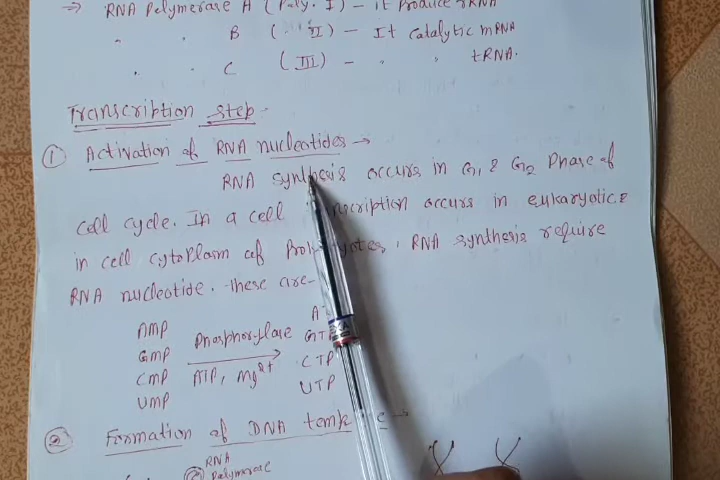 → RNA Polymerase A (Poly. I) – it Produce rRNA
" " B ( " II) – It catalytic mRNA
" " C (III) – " " tRNA.
Transcription step
① Activation of RNA nucleotides →
RNA synthesis occurs in G1 & G2 Phase of
cell cycle. In a cell occurs in eukaryotic &
in cell cytoplasm of RNA synthesis require
RNA nucleotide. these are-
AMP
GMP Phosphorylase GTP
CMP ATP, Mg2+ CTP
UMP UTP
② Formation of DNA →
RNA
Polymerase